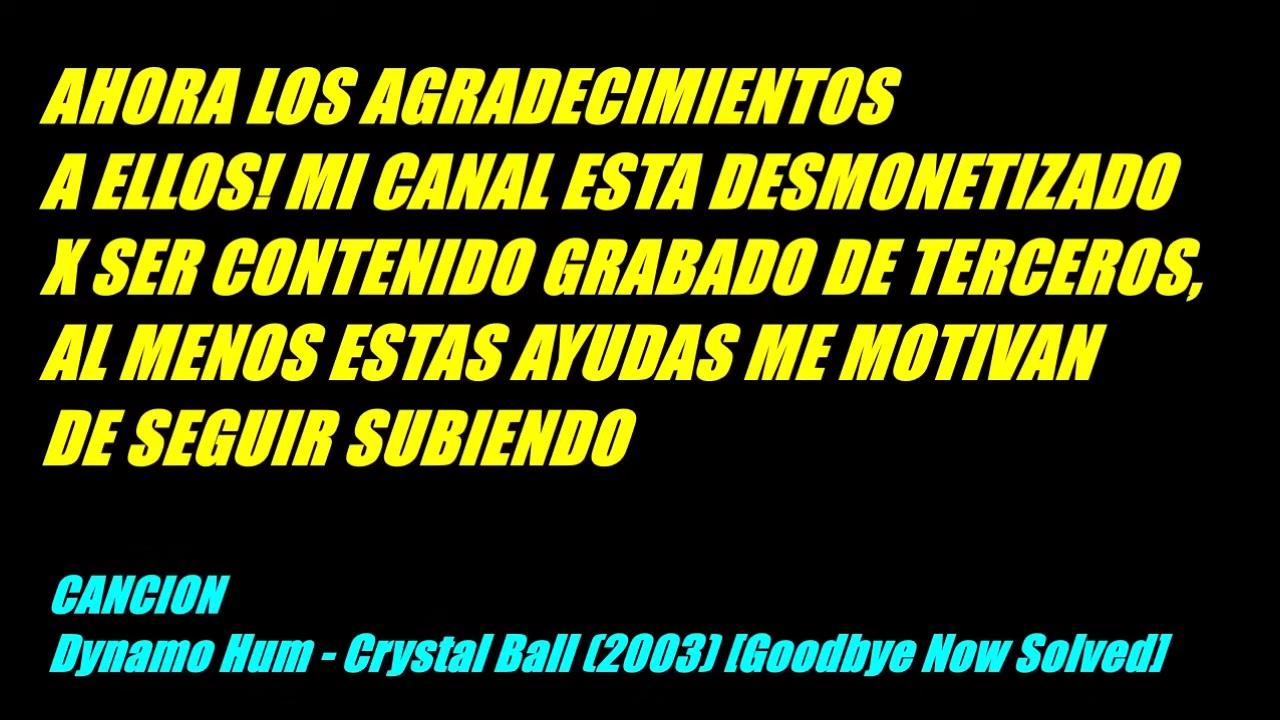 AHORA LOS AGRADECIMIENTOS
A ELLOS! MI CANAL ESTA DESMONETIZADO
X SER CONTENIDO GRABADO DE TERCEROS,
AL MENOS ESTAS AYUDAS ME MOTIVAN
DE SEGUIR SUBIENDO
CANCION
Dynamo Hum - Crystal Ball (2003) [Goodbye Now Solved]